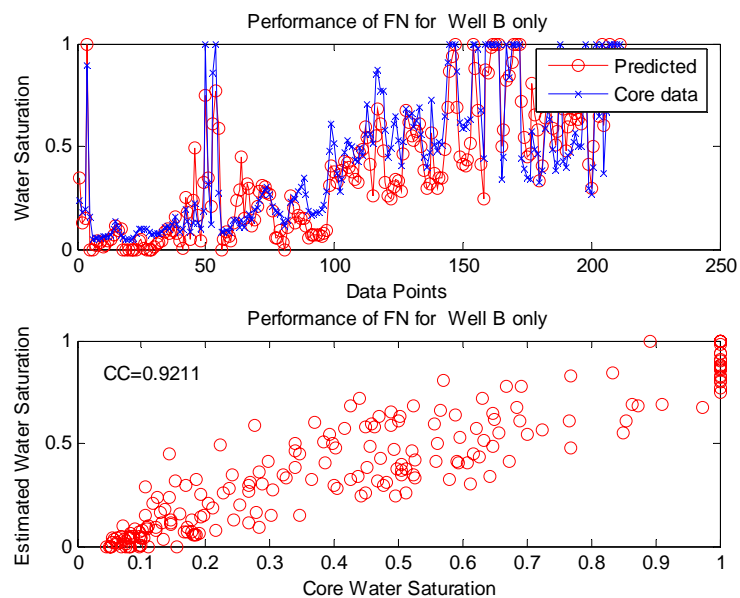 Performance of FN for Well B only
1
0.5
0
Water Saturation
Predicted
Core data
0 50 100 150 200 250
Data Points
Performance of FN for Well B only
1
0.5
0
Estimated Water Saturation
CC=0.9211
0 0.1 0.2 0.3 0.4 0.5 0.6 0.7 0.8 0.9 1
Core Water Saturation